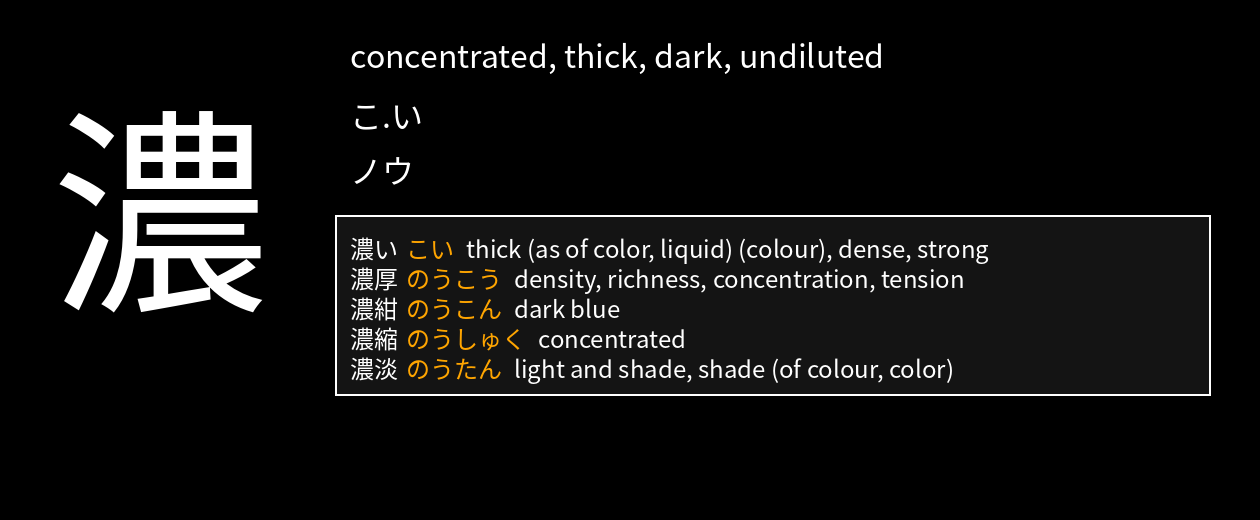 濃
concentrated, thick, dark, undiluted
こ.い
ノウ
濃い こい thick (as of color, liquid) (colour), dense, strong
濃厚 のうこう density, richness, concentration, tension
濃紺 のうこん dark blue
濃縮 のうしゅく concentrated
濃淡 のうたん light and shade, shade (of colour, color)